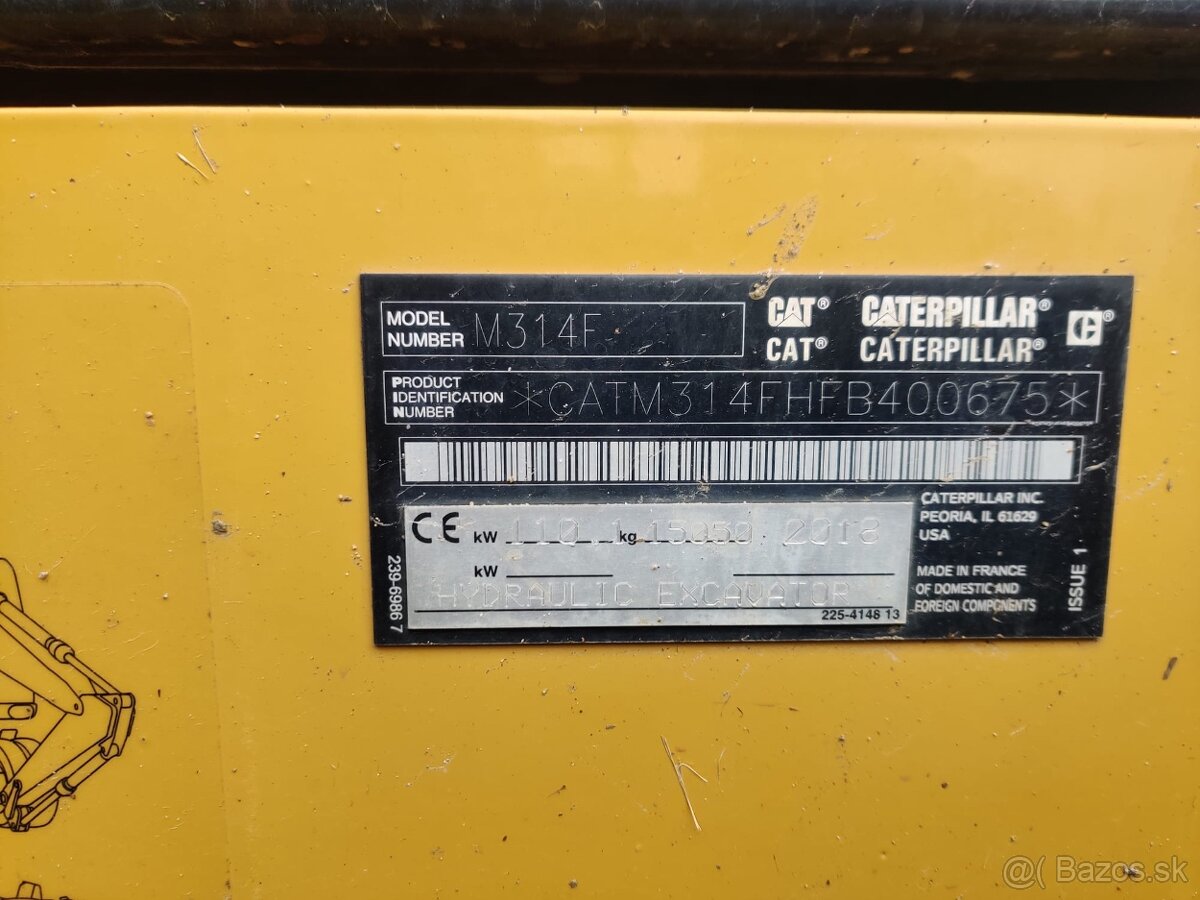 MODEL NUMBER M314F
CAT® CATERPILLAR®
CAT® CATERPILLAR®
C®
PRODUCT IDENTIFICATION NUMBER *CATM314FHFB400675*
CE kW 110.1 kg 15050 2018
kW
HYDRAULIC EXCAVATOR
225-4148 13
239-6986 7
CATERPILLAR INC.
PEORIA, IL 61629
USA
MADE IN FRANCE
OF DOMESTIC AND
FOREIGN COMPONENTS
ISSUE 1
@( Bazos.sk